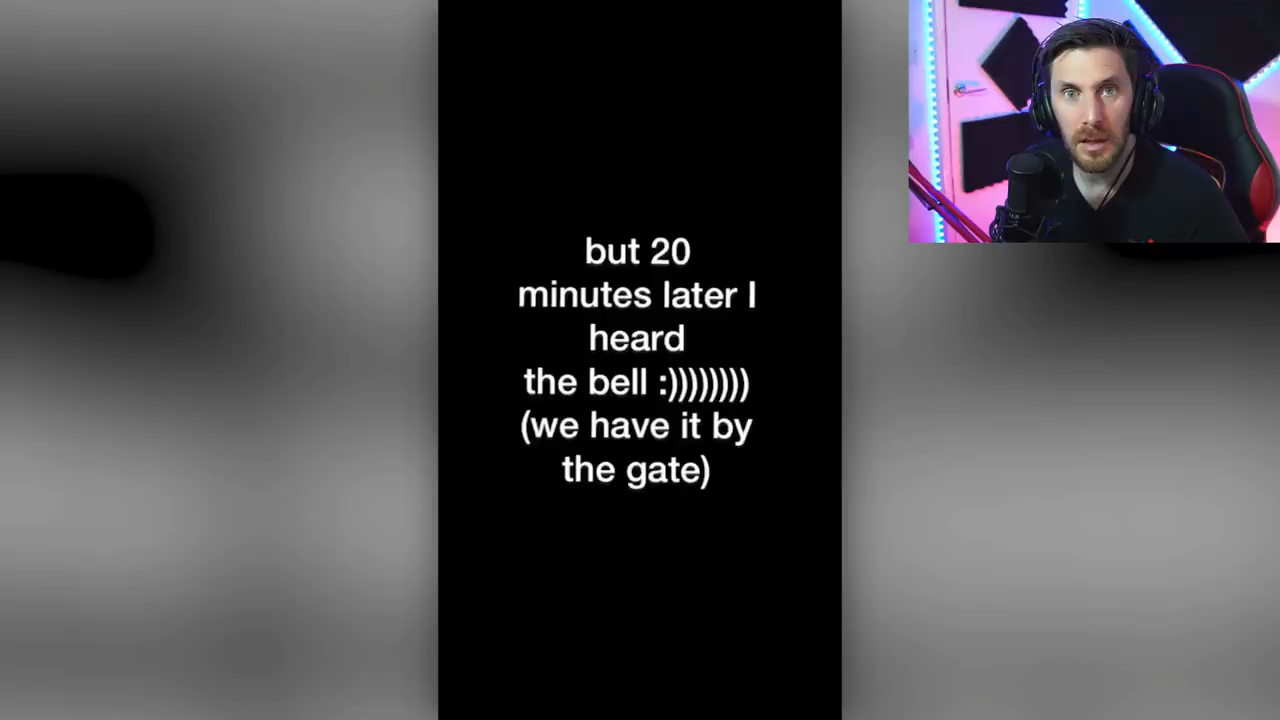 but 20
minutes later I
heard
the bell :))))))))
(we have it by
the gate)